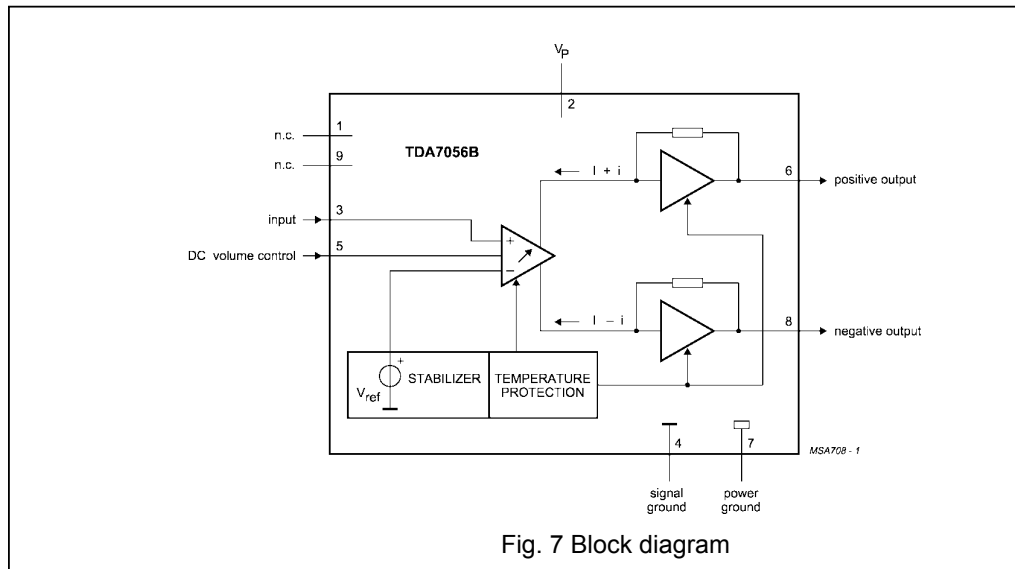 V_P
2
n.c. 1
TDA7056B
n.c. 9
I + i
6 positive output
input 3
DC volume control 5
+
−
I − i
8 negative output
+
STABILIZER
V_ref
TEMPERATURE
PROTECTION
4
7
MSA708 - 1
signal
ground
power
ground
Fig. 7 Block diagram